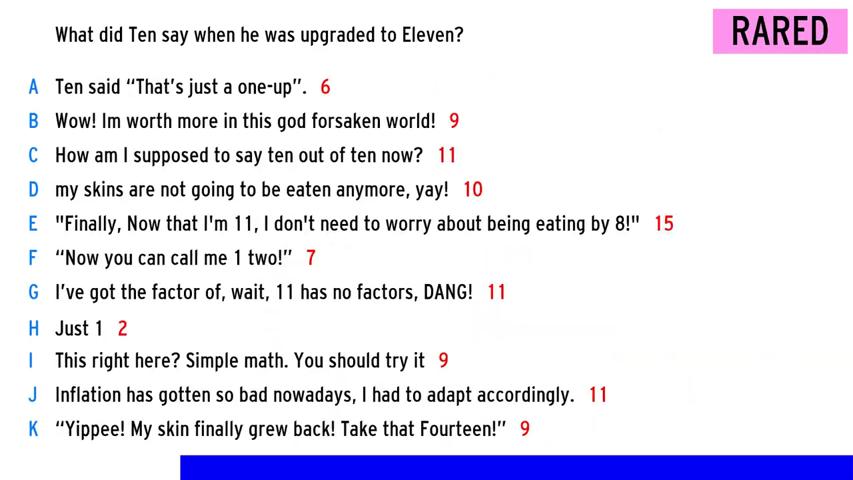 What did Ten say when he was upgraded to Eleven?
RARED
A Ten said “That’s just a one-up”. 6
B Wow! Im worth more in this god forsaken world! 9
C How am I supposed to say ten out of ten now? 11
D my skins are not going to be eaten anymore, yay! 10
E "Finally, Now that I'm 11, I don't need to worry about being eating by 8!" 15
F “Now you can call me 1 two!” 7
G I’ve got the factor of, wait, 11 has no factors, DANG! 11
H Just 1 2
I This right here? Simple math. You should try it 9
J Inflation has gotten so bad nowadays, I had to adapt accordingly. 11
K “Yippee! My skin finally grew back! Take that Fourteen!” 9